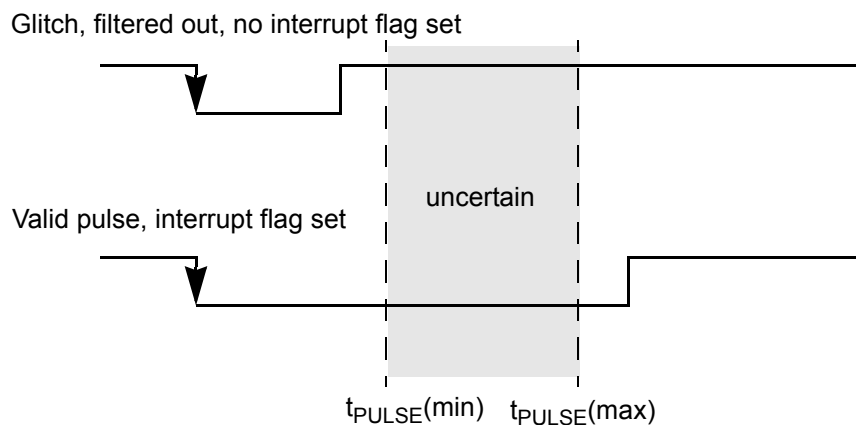 Glitch, filtered out, no interrupt flag set
uncertain
Valid pulse, interrupt flag set
tPULSE(min) tPULSE(max)